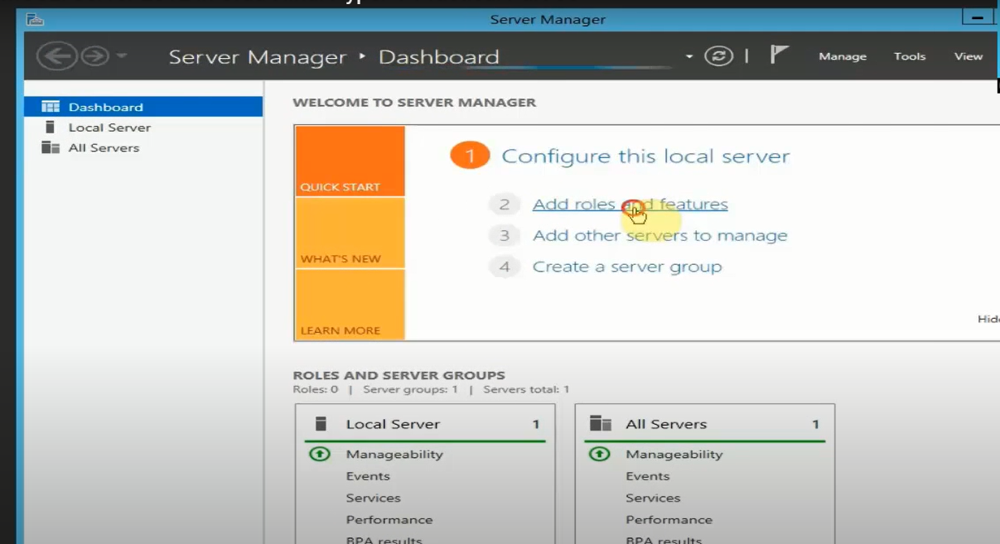 Server Manager
Server Manager ‣ Dashboard
Manage Tools View
Dashboard
Local Server
All Servers
WELCOME TO SERVER MANAGER
QUICK START
WHAT'S NEW
LEARN MORE
1 Configure this local server
2 Add roles and features
3 Add other servers to manage
4 Create a server group
ROLES AND SERVER GROUPS
Roles: 0 | Server groups: 1 | Servers total: 1
Local Server 1
Manageability
Events
Services
Performance
BPA results
All Servers 1
Manageability
Events
Services
Performance
BPA results